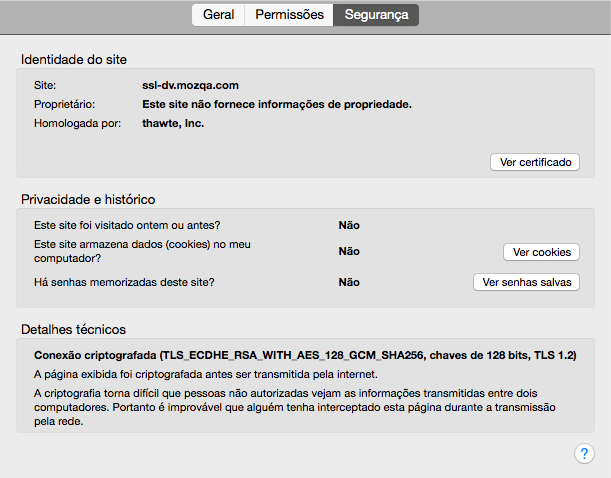 Geral Permissões Segurança
Identidade do site
Site: ssl-dv.mozqa.com
Proprietário: Este site não fornece informações de propriedade.
Homologada por: thawte, Inc.
Ver certificado
Privacidade e histórico
Este site foi visitado ontem ou antes? Não
Este site armazena dados (cookies) no meu
computador? Não Ver cookies
Há senhas memorizadas deste site? Não Ver senhas salvas
Detalhes técnicos
Conexão criptografada (TLS_ECDHE_RSA_WITH_AES_128_GCM_SHA256, chaves de 128 bits, TLS 1.2)
A página exibida foi criptografada antes ser transmitida pela internet.
A criptografia torna difícil que pessoas não autorizadas vejam as informações transmitidas entre dois
computadores. Portanto é improvável que alguém tenha interceptado esta página durante a transmissão
pela rede.
?